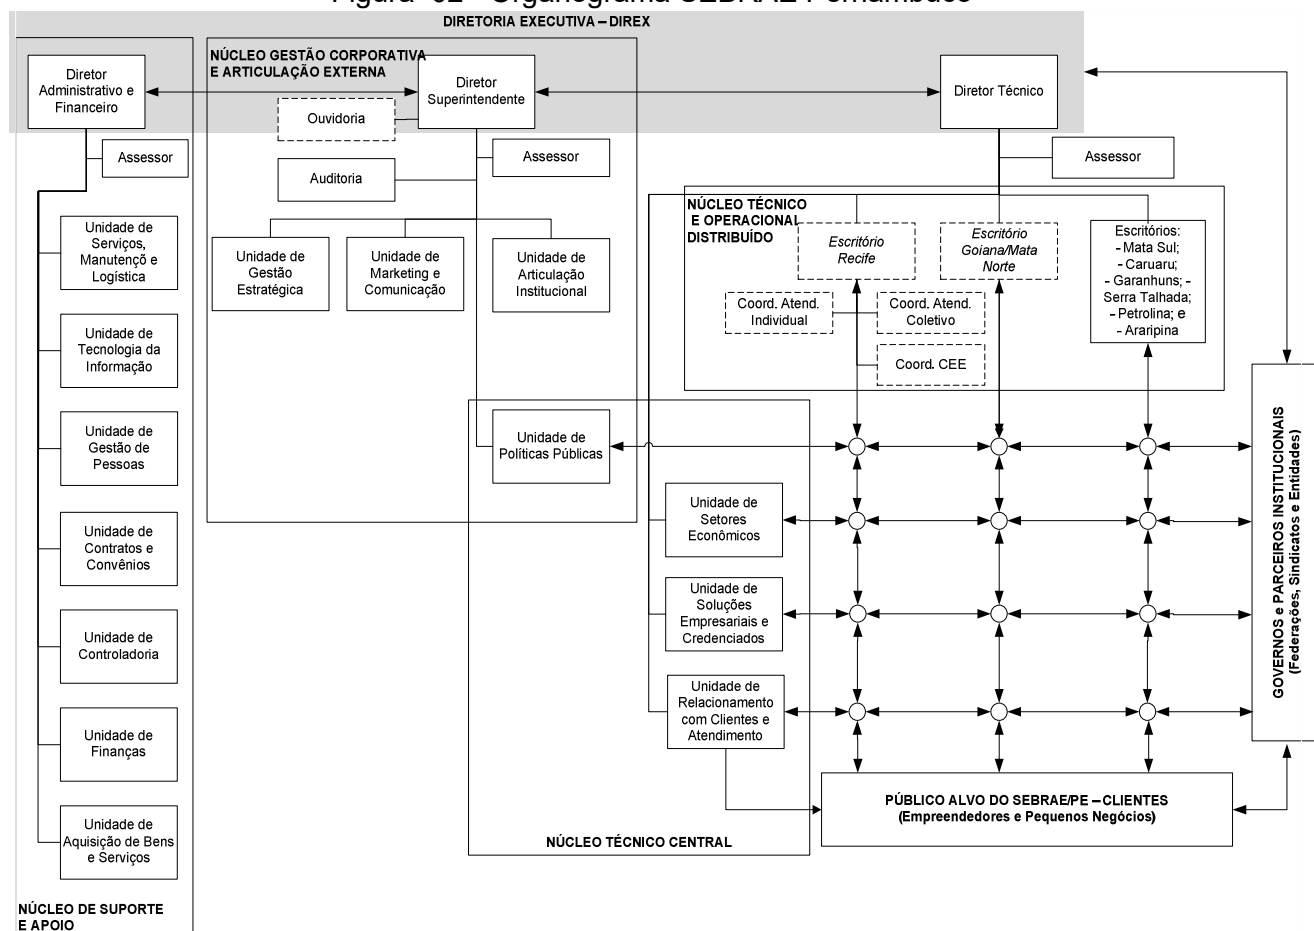 Figura 02 - Organograma SEBRAE Pernambuco
DIRETORIA EXECUTIVA – DIREX
NÚCLEO GESTÃO CORPORATIVA
E ARTICULAÇÃO EXTERNA
Diretor
Administrativo e
Financeiro
Diretor
Superintendente
Diretor Técnico
Ouvidoria
Assessor
Auditoria
Assessor
Assessor
Unidade de
Gestão
Estratégica
Unidade de
Marketing e
Comunicação
Unidade de
Articulação
Institucional
NÚCLEO TÉCNICO
E OPERACIONAL
DISTRIBUÍDO
Escritório
Recife
Escritório
Goiana/Mata
Norte
Escritórios:
- Mata Sul;
- Caruaru;
- Garanhuns; -
Serra Talhada;
- Petrolina; e
- Araripina
Coord. Atend.
Individual
Coord. Atend.
Coletivo
Coord. CEE
Unidade de
Serviços,
Manutençõ e
Logística
Unidade de
Tecnologia da
Informação
Unidade de
Gestão de
Pessoas
Unidade de
Contratos e
Convênios
Unidade de
Controladoria
Unidade de
Finanças
Unidade de
Aquisição de Bens
e Serviços
NÚCLEO DE SUPORTE
E APOIO
Unidade de
Políticas Públicas
Unidade de
Setores
Econômicos
Unidade de
Soluções
Empresariais e
Credenciados
Unidade de
Relacionamento
com Clientes e
Atendimento
NÚCLEO TÉCNICO CENTRAL
PÚBLICO ALVO DO SEBRAE/PE – CLIENTES
(Empreendedores e Pequenos Negócios)
GOVERNOS e PARCEIROS INSTITUCIONAIS
(Federações, Sindicatos e Entidades)